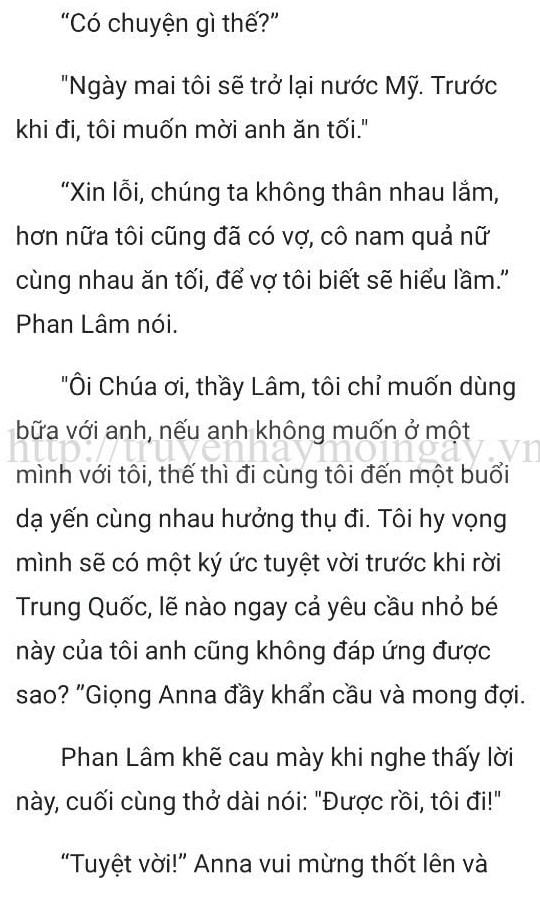 “Có chuyện gì thế?”
"Ngày mai tôi sẽ trở lại nước Mỹ. Trước
khi đi, tôi muốn mời anh ăn tối."
“Xin lỗi, chúng ta không thân nhau lắm,
hơn nữa tôi cũng đã có vợ, cô nam quả nữ
cùng nhau ăn tối, để vợ tôi biết sẽ hiểu lầm.”
Phan Lâm nói.
"Ôi Chúa ơi, thầy Lâm, tôi chỉ muốn dùng
bữa với anh, nếu anh không muốn ở một
http://truyenhaymoingay.vn
mình với tôi, thế thì đi cùng tôi đến một buổi
dạ yến cùng nhau hưởng thụ đi. Tôi hy vọng
mình sẽ có một ký ức tuyệt vời trước khi rời
Trung Quốc, lẽ nào ngay cả yêu cầu nhỏ bé
này của tôi anh cũng không đáp ứng được
sao? ”Giọng Anna đầy khẩn cầu và mong đợi.
Phan Lâm khẽ cau mày khi nghe thấy lời
này, cuối cùng thở dài nói: "Được rồi, tôi đi!"
“Tuyệt vời!” Anna vui mừng thốt lên và